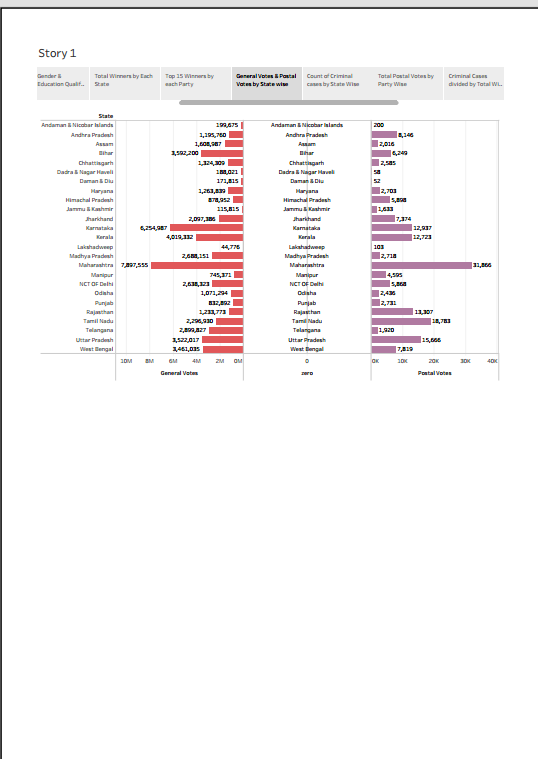 Story 1
Gender & Education Qualif..
Total Winners by Each State
Top 15 Winners by each Party
General Votes & Postal Votes by State wise
Count of Criminal cases by State Wise
Total Postal Votes by Party Wise
Criminal Cases divided by Total Wi..
State
Andaman & Nicobar Islands 199,675 Andaman & Nicobar Islands 200
Andhra Pradesh 1,195,760 Andhra Pradesh 8,146
Assam 1,608,987 Assam 2,016
Bihar 3,592,200 Bihar 6,249
Chhattisgarh 1,324,309 Chhattisgarh 2,585
Dadra & Nagar Haveli 188,021 Dadra & Nagar Haveli 58
Daman & Diu 171,815 Daman & Diu 52
Haryana 1,263,839 Haryana 2,703
Himachal Pradesh 878,952 Himachal Pradesh 5,898
Jammu & Kashmir 115,815 Jammu & Kashmir 1,633
Jharkhand 2,097,386 Jharkhand 7,374
Karnataka 6,254,987 Karnataka 12,937
Kerala 4,019,332 Kerala 12,723
Lakshadweep 44,776 Lakshadweep 103
Madhya Pradesh 2,688,151 Madhya Pradesh 2,718
Maharashtra 7,897,555 Maharashtra 31,866
Manipur 745,371 Manipur 4,595
NCT OF Delhi 2,638,323 NCT OF Delhi 5,868
Odisha 1,071,294 Odisha 2,436
Punjab 832,892 Punjab 2,731
Rajasthan 1,233,773 Rajasthan 13,307
Tamil Nadu 2,296,930 Tamil Nadu 18,783
Telangana 2,899,827 Telangana 1,920
Uttar Pradesh 3,522,017 Uttar Pradesh 15,666
West Bengal 3,461,035 West Bengal 7,819
10M 8M 6M 4M 2M 0M 0 0K 10K 20K 30K 40K
General Votes zero Postal Votes